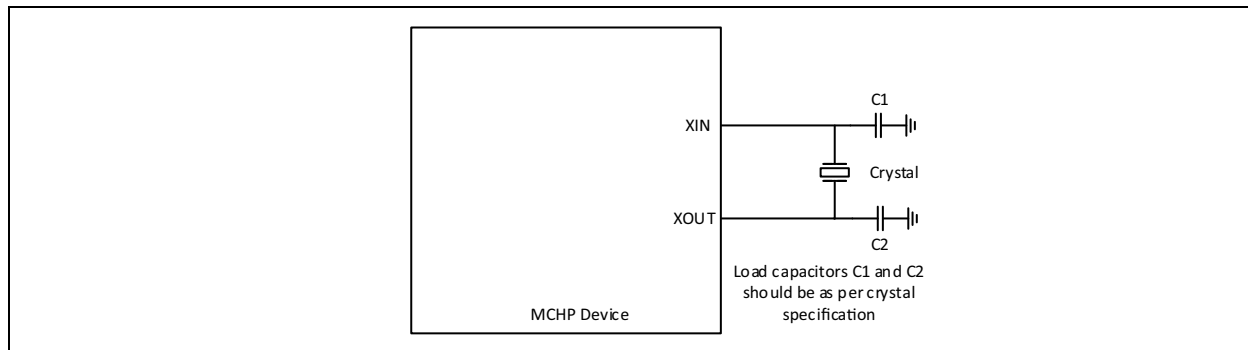 C1
XIN
Crystal
XOUT
C2
Load capacitors C1 and C2
should be as per crystal
specification
MCHP Device